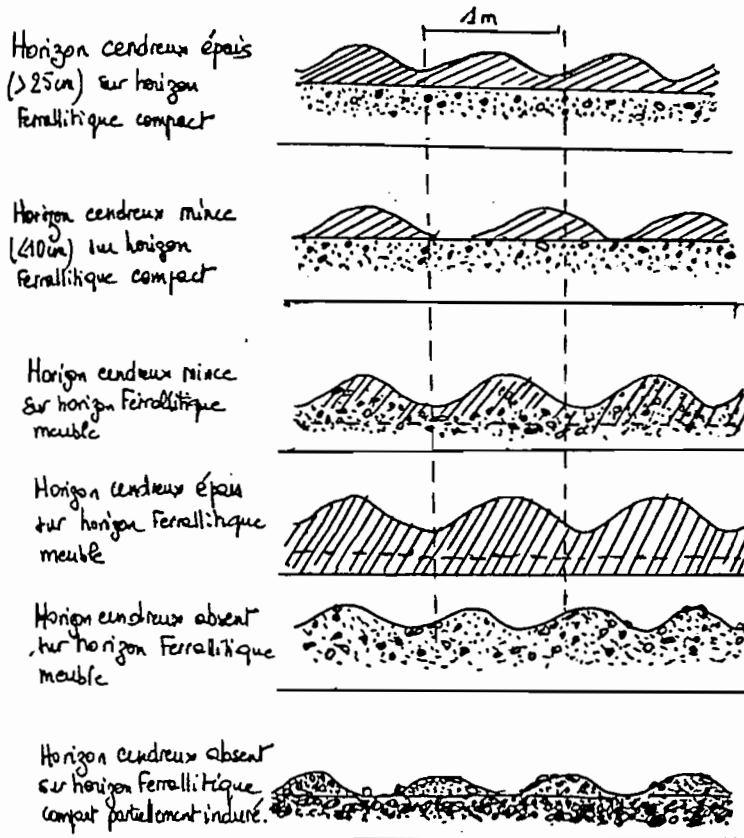 1m
Horizon cendreux épais
(>25cm) sur horizon
Ferrallitique compact
Horizon cendreux mince
(<10cm) sur horizon
Ferrallitique compact
Horizon cendreux mince
sur horizon Ferrallitique
meuble
Horizon cendreux épais
sur horizon Ferrallitique
meuble
Horizon cendreux absent
sur horizon Ferrallitique
meuble
Horizon cendreux absent
sur horizon Ferrallitique
compact partiellement induré.